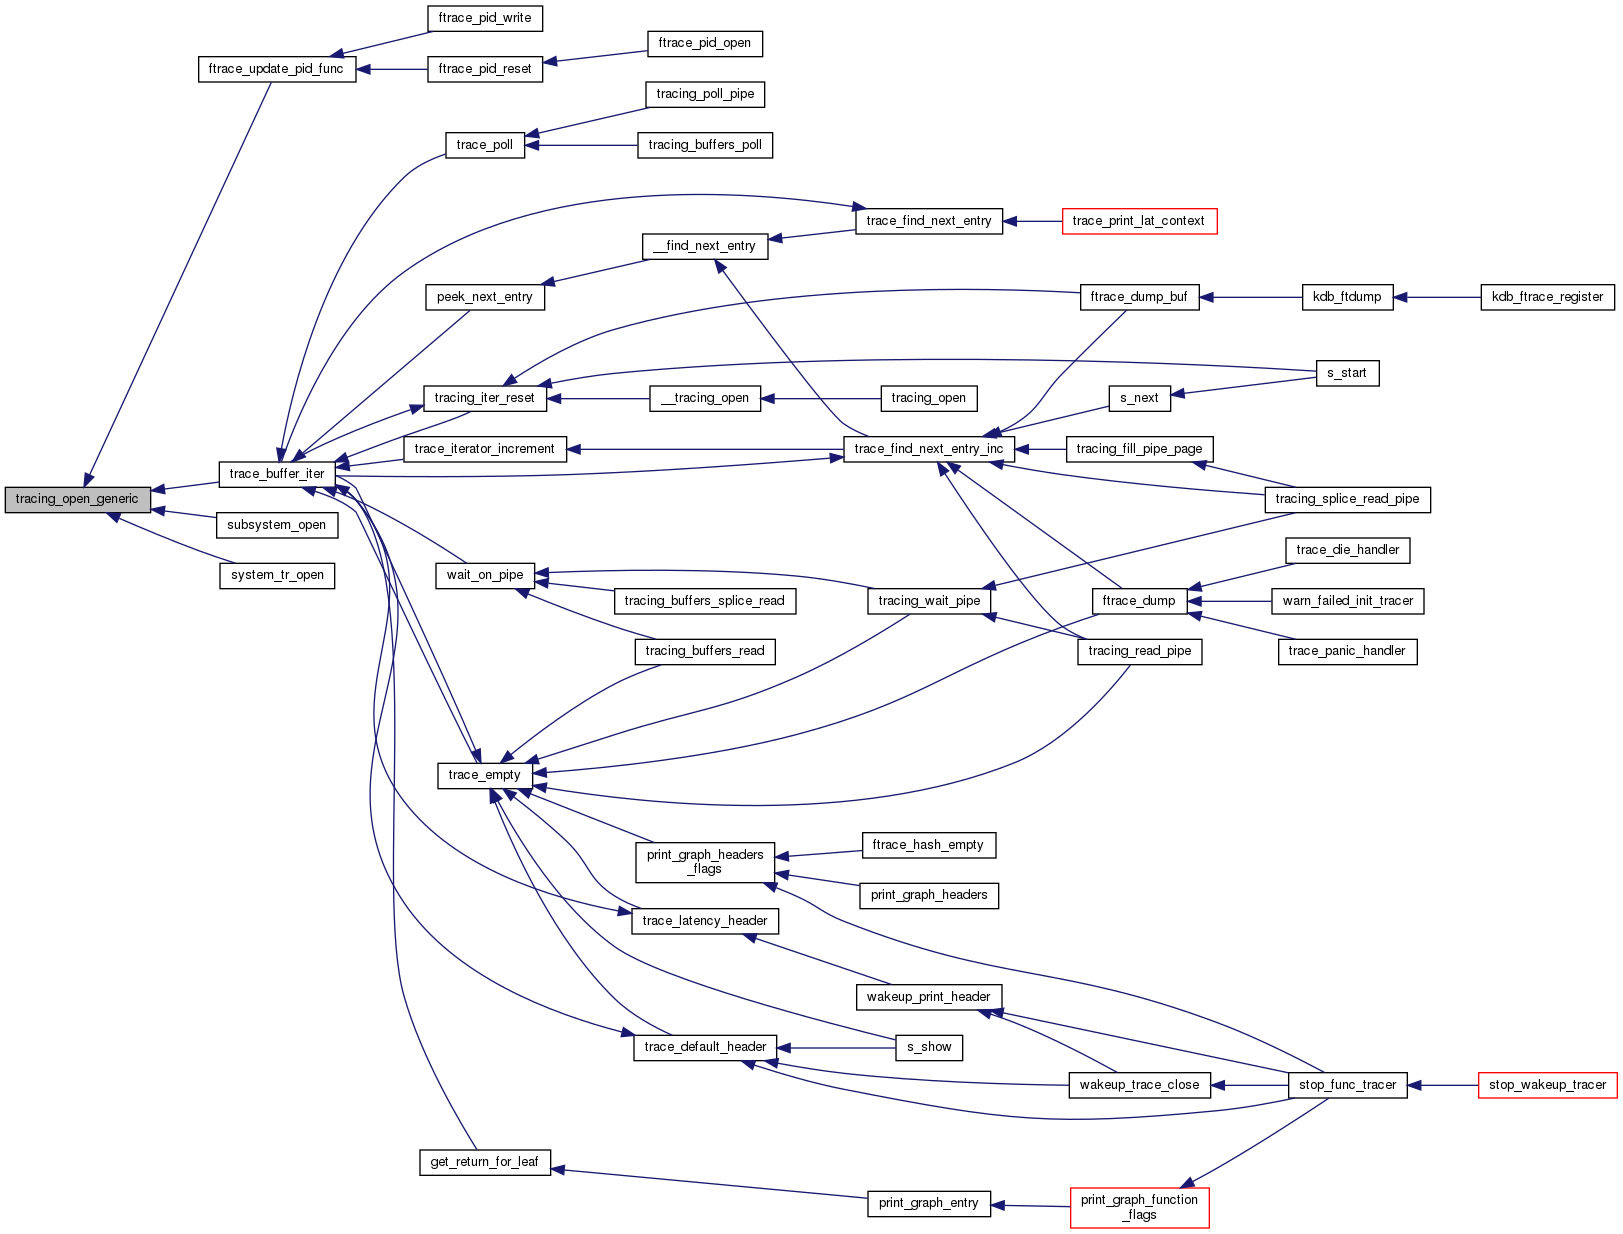 ftrace_pid_write
ftrace_pid_open
ftrace_update_pid_func
ftrace_pid_reset
tracing_poll_pipe
trace_poll
tracing_buffers_poll
trace_find_next_entry
trace_print_lat_context
__find_next_entry
peek_next_entry
ftrace_dump_buf
kdb_ftdump
kdb_ftrace_register
s_start
tracing_iter_reset
__tracing_open
tracing_open
s_next
trace_iterator_increment
trace_find_next_entry_inc
tracing_fill_pipe_page
trace_buffer_iter
tracing_open_generic
tracing_splice_read_pipe
subsystem_open
trace_die_handler
system_tr_open
wait_on_pipe
tracing_buffers_splice_read
tracing_wait_pipe
ftrace_dump
warn_failed_init_tracer
tracing_buffers_read
tracing_read_pipe
trace_panic_handler
trace_empty
ftrace_hash_empty
print_graph_headers
_flags
print_graph_headers
trace_latency_header
wakeup_print_header
trace_default_header
s_show
wakeup_trace_close
stop_func_tracer
stop_wakeup_tracer
get_return_for_leaf
print_graph_entry
print_graph_function
_flags